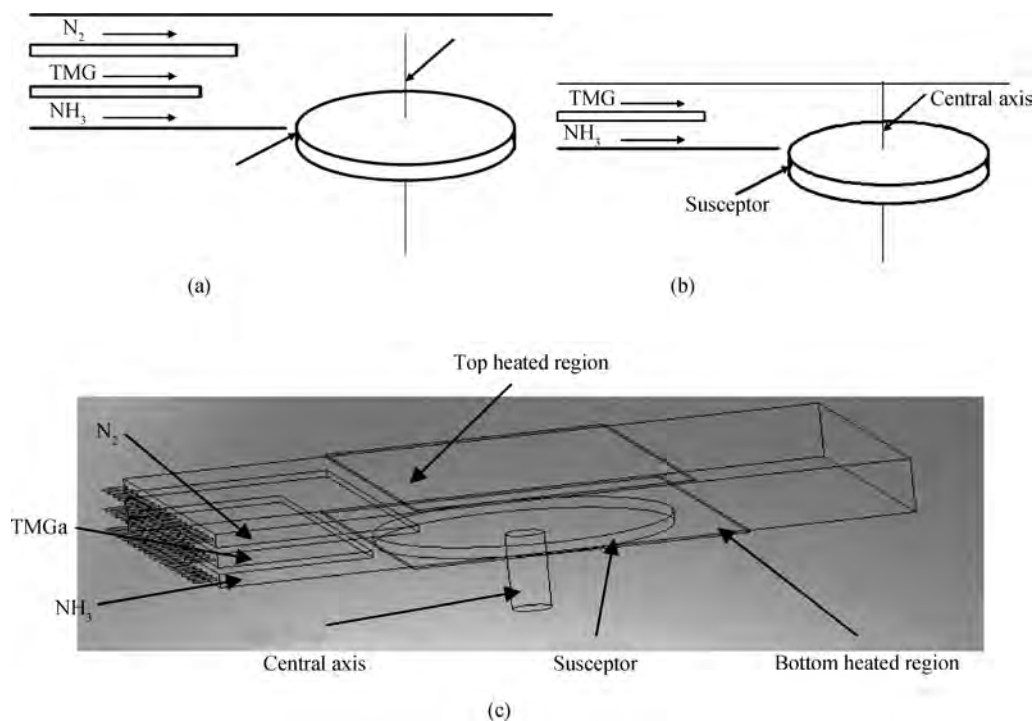 N₂
TMG
NH₃
(a)
TMG
NH₃
Central axis
Susceptor
(b)
Top heated region
N₂
TMGa
NH₃
Central axis
Susceptor
Bottom heated region
(c)